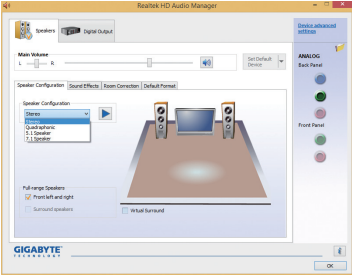 Realtek HD Audio Manager
Speakers
Digital Output
Device advanced settings
Main Volume
L
R
Set Default Device
ANALOG
Back Panel
Speaker Configuration
Sound Effects
Room Correction
Default Format
Speaker Configuration
Stereo
Stereo
Quadraphonic
5.1 Speaker
7.1 Speaker
Front Panel
Full-range Speakers
Front left and right
Surround speakers
Virtual Surround
GIGABYTE™
TECHNOLOGY
OK